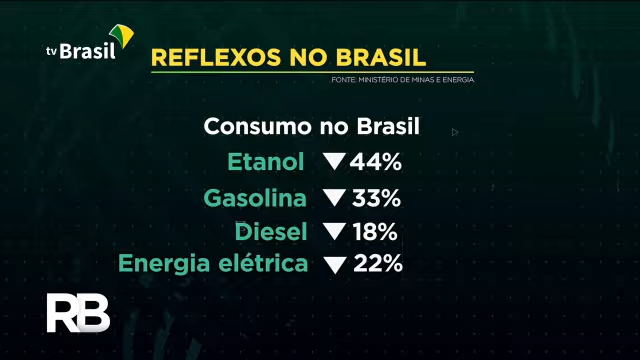 tv Brasil
REFLEXOS NO BRASIL
FONTE: MINISTÉRIO DE MINAS E ENERGIA
Consumo no Brasil
Etanol ▼ 44%
Gasolina ▼ 33%
Diesel ▼ 18%
Energia elétrica ▼ 22%
RB